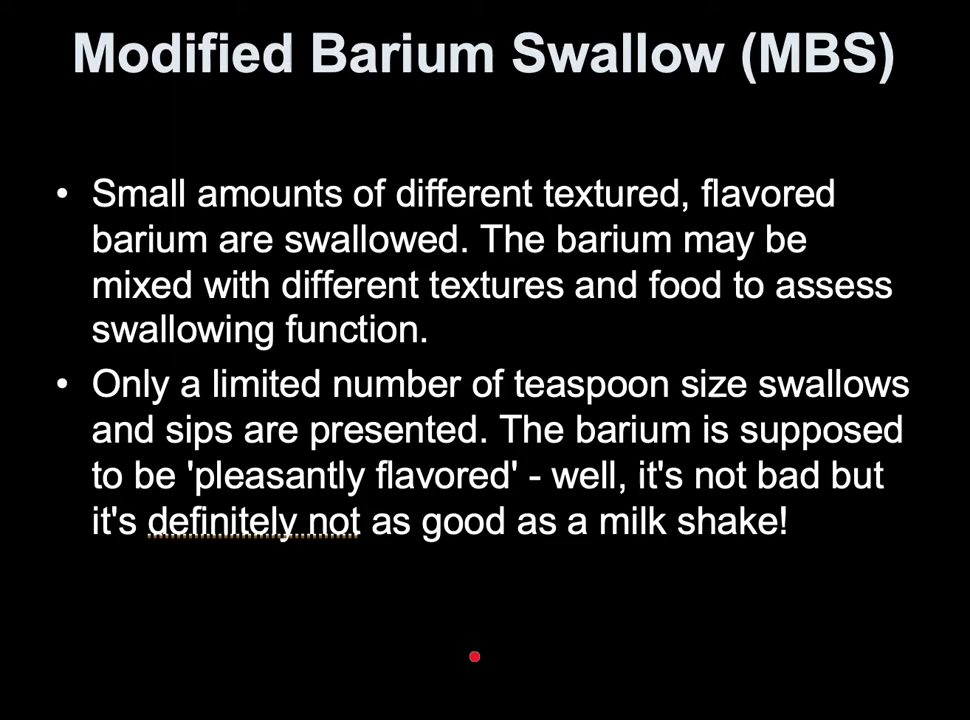 Modified Barium Swallow (MBS)
• Small amounts of different textured, flavored
barium are swallowed. The barium may be
mixed with different textures and food to assess
swallowing function.
• Only a limited number of teaspoon size swallows
and sips are presented. The barium is supposed
to be 'pleasantly flavored' - well, it's not bad but
it's definitely not as good as a milk shake!